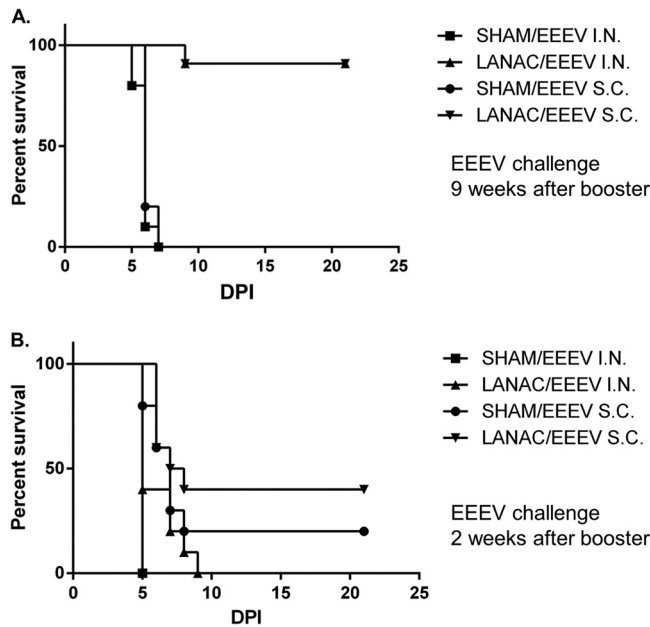 A.
100
50
0
Percent survival
0 5 10 15 20 25
DPI
SHAM/EEEV I.N.
LANAC/EEEV I.N.
SHAM/EEEV S.C.
LANAC/EEEV S.C.
EEEV challenge
9 weeks after booster
B.
100
50
0
Percent survival
0 5 10 15 20 25
DPI
SHAM/EEEV I.N.
LANAC/EEEV I.N.
SHAM/EEEV S.C.
LANAC/EEEV S.C.
EEEV challenge
2 weeks after booster